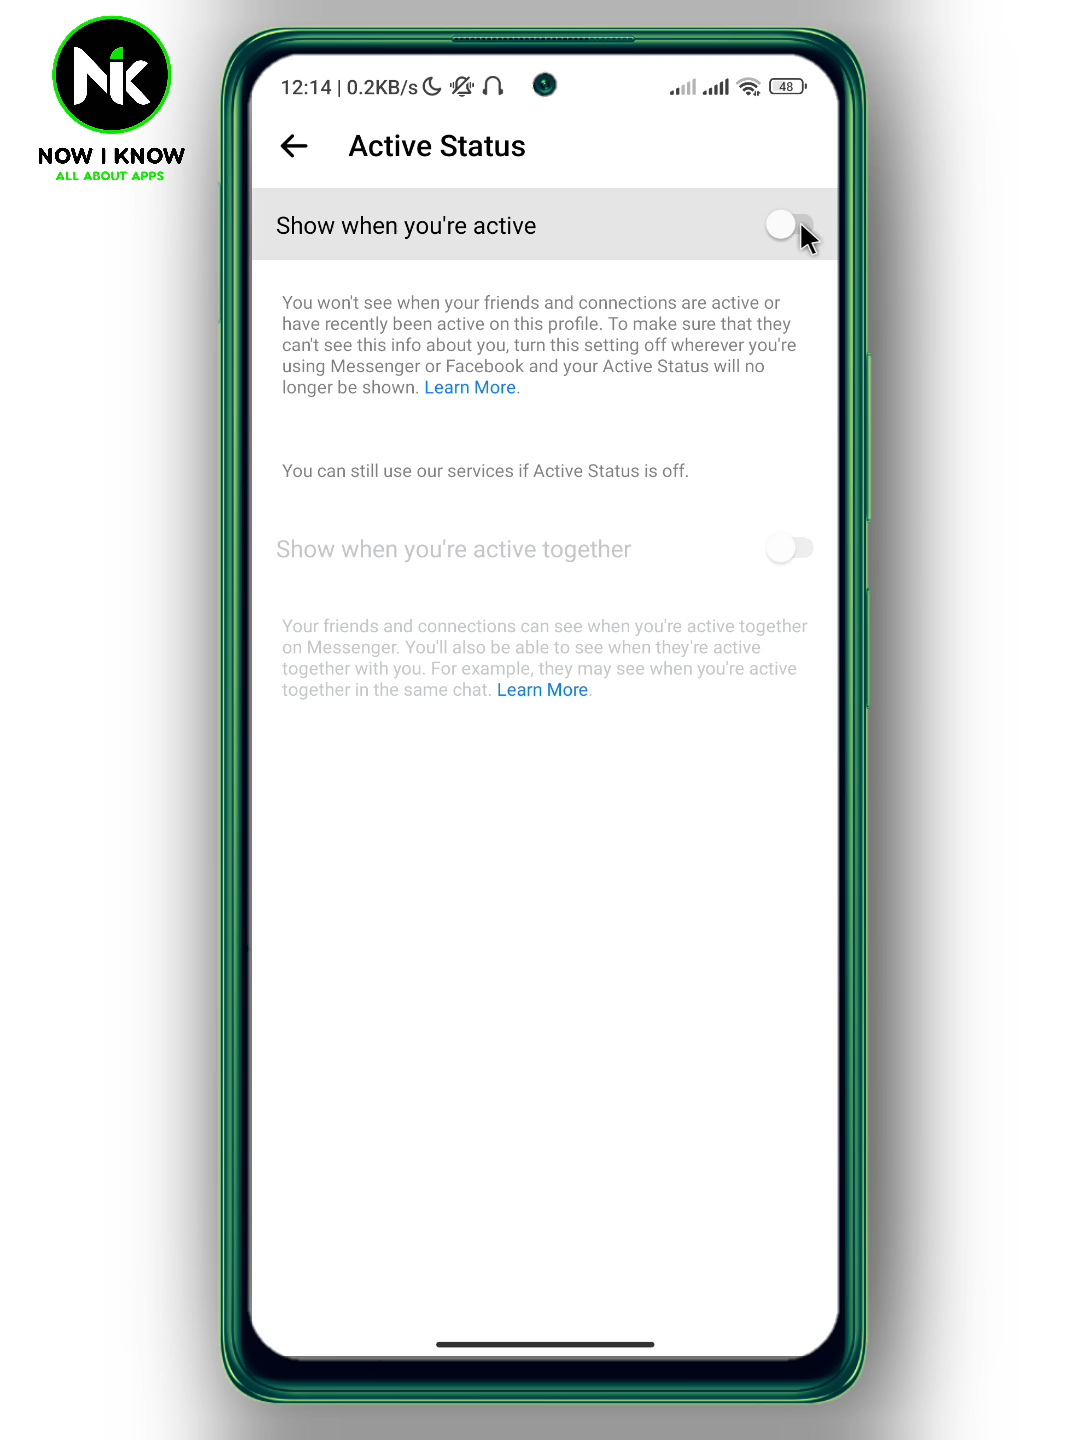 NIK
NOW I KNOW
ALL ABOUT APPS
12:14 | 0.2KB/s
48
Active Status
Show when you're active
You won't see when your friends and connections are active or
have recently been active on this profile. To make sure that they
can't see this info about you, turn this setting off wherever you're
using Messenger or Facebook and your Active Status will no
longer be shown. Learn More.
You can still use our services if Active Status is off.
Show when you're active together
Your friends and connections can see when you're active together
on Messenger. You'll also be able to see when they're active
together with you. For example, they may see when you're active
together in the same chat. Learn More.